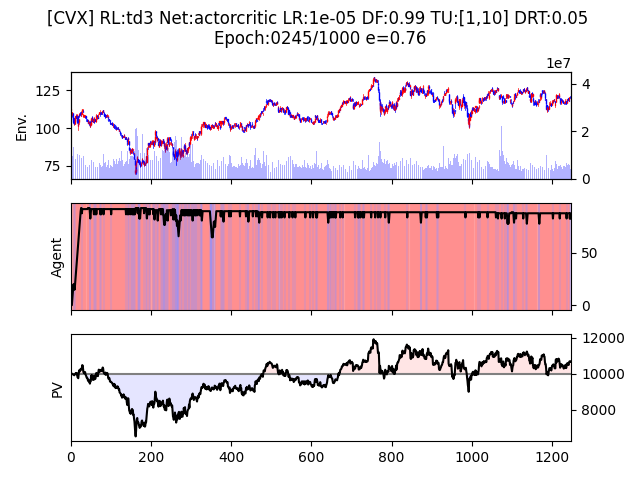 [CVX] RL:td3 Net:actorcritic LR:1e-05 DF:0.99 TU:[1,10] DRT:0.05
Epoch:0245/1000 e=0.76
1e7
125
100
75
Env.
4
2
0
Agent
50
0
PV
12000
10000
8000
0 200 400 600 800 1000 1200